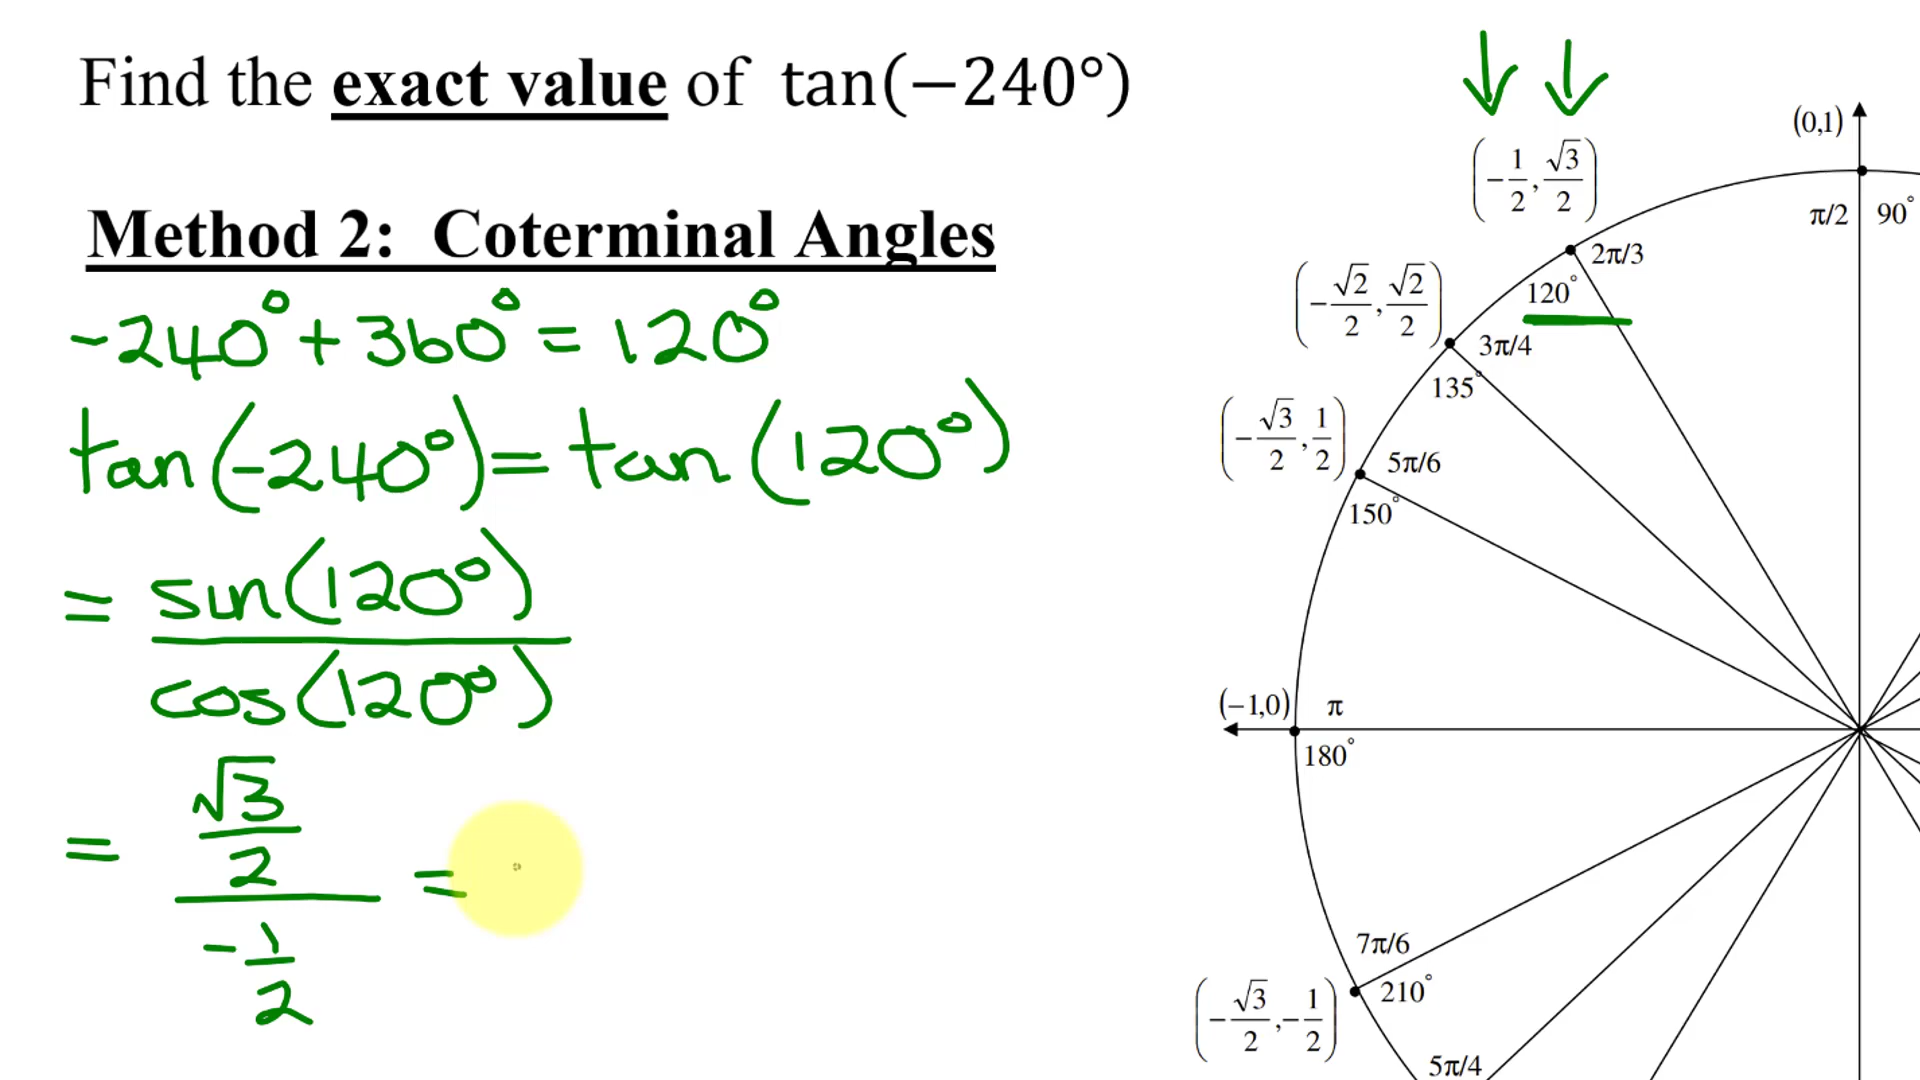 Find the exact value of tan(−240°)
Method 2: Coterminal Angles
-240° + 360° = 120°
tan(-240°) = tan(120°)
= sin(120°)
cos(120°)
= √3
2
- 1
2
=
(0,1)
(−1/2, √3/2)
π/2 90°
2π/3
120°
(−√2/2, √2/2)
3π/4
135°
(−√3/2, 1/2)
5π/6
150°
(−1,0) π
180°
7π/6
210°
(−√3/2, −1/2)
5π/4